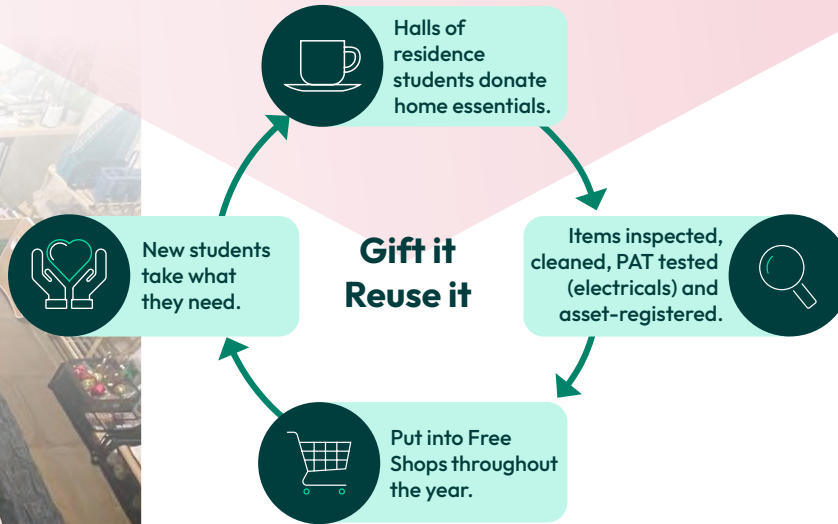 Halls of
residence
students donate
home essentials.
Items inspected,
cleaned, PAT tested
(electricals) and
asset-registered.
Put into Free
Shops throughout
the year.
New students
take what
they need.
Gift it
Reuse it